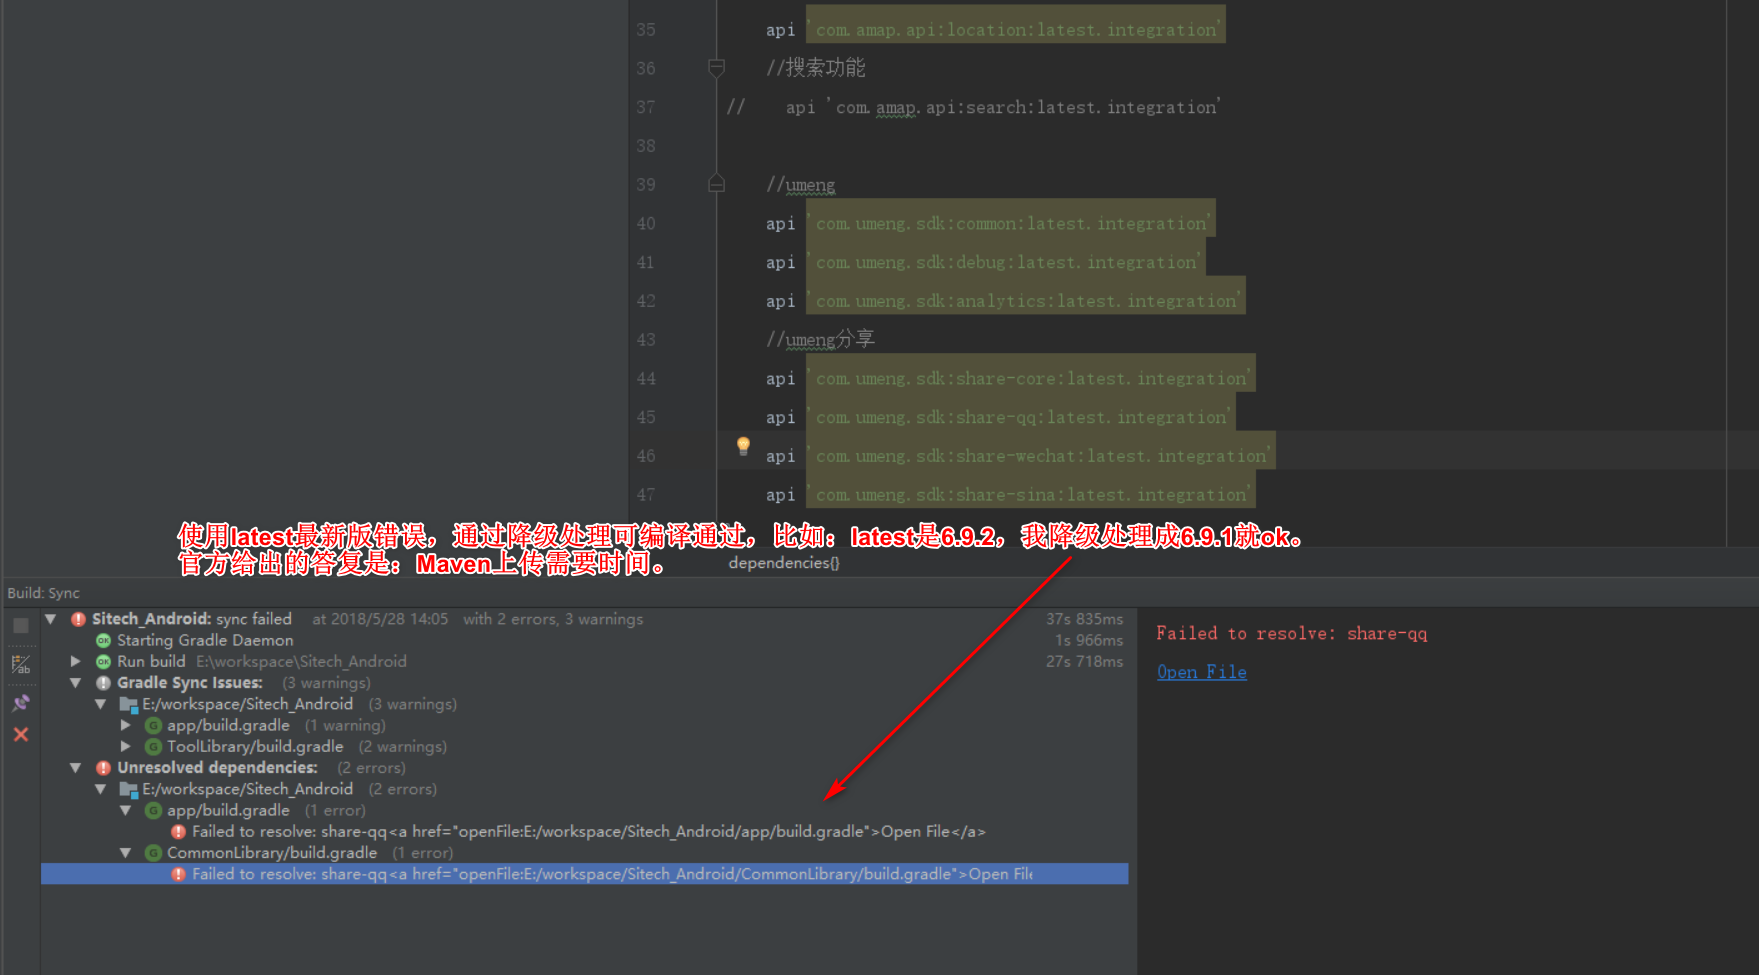 35 api 'com.amap.api:location:latest.integration'
36 //搜索功能
37 // api 'com.amap.api:search:latest.integration'
38
39 //umeng
40 api 'com.umeng.sdk:common:latest.integration'
41 api 'com.umeng.sdk:debug:latest.integration'
42 api 'com.umeng.sdk:analytics:latest.integration'
43 //umeng分享
44 api 'com.umeng.sdk:share-core:latest.integration'
45 api 'com.umeng.sdk:share-qq:latest.integration'
46 api 'com.umeng.sdk:share-wechat:latest.integration'
47 api 'com.umeng.sdk:share-sina:latest.integration'
使用latest最新版错误，通过降级处理可编译通过，比如：latest是6.9.2，我降级处理成6.9.1就ok。
官方给出的答复是：Maven上传需要时间。
dependencies{}
Build: Sync
Sitech_Android: sync failed at 2018/5/28 14:05 with 2 errors, 3 warnings 37s 835ms
Starting Gradle Daemon 1s 966ms
Run build E:\workspace\Sitech_Android 27s 718ms
Gradle Sync Issues: (3 warnings)
E:/workspace/Sitech_Android (3 warnings)
app/build.gradle (1 warning)
ToolLibrary/build.gradle (2 warnings)
Unresolved dependencies: (2 errors)
E:/workspace/Sitech_Android (2 errors)
app/build.gradle (1 error)
Failed to resolve: share-qq<a href="openFile:E:/workspace/Sitech_Android/app/build.gradle">Open File</a>
CommonLibrary/build.gradle (1 error)
Failed to resolve: share-qq<a href="openFile:E:/workspace/Sitech_Android/CommonLibrary/build.gradle">Open File
Failed to resolve: share-qq
Open File